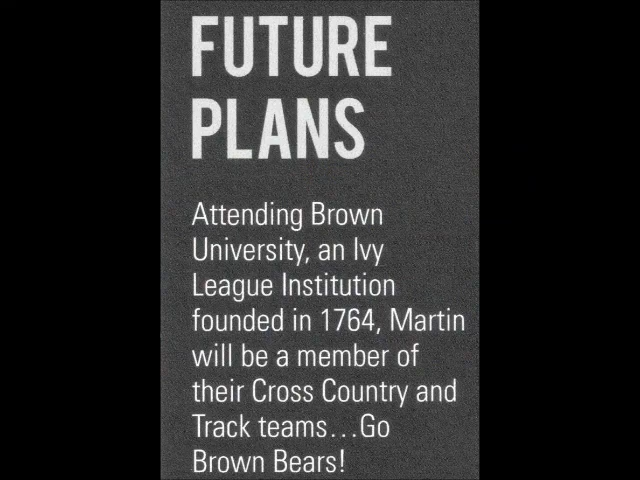 FUTURE
PLANS
Attending Brown
University, an Ivy
League Institution
founded in 1764, Martin
will be a member of
their Cross Country and
Track teams...Go
Brown Bears!